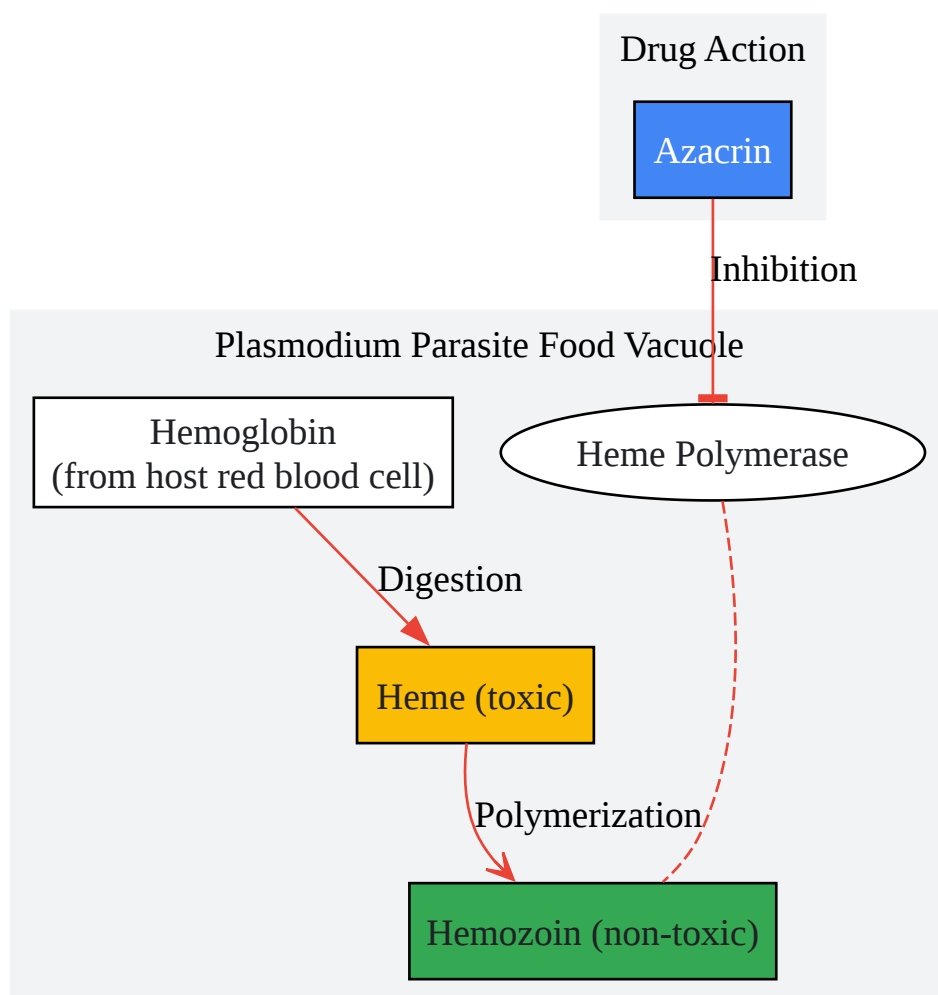 Drug Action
Azacrin
Inhibition
Plasmodium Parasite Food Vacuole
Hemoglobin
(from host red blood cell)
Heme Polymerase
Digestion
Heme (toxic)
Polymerization
Hemozoin (non-toxic)